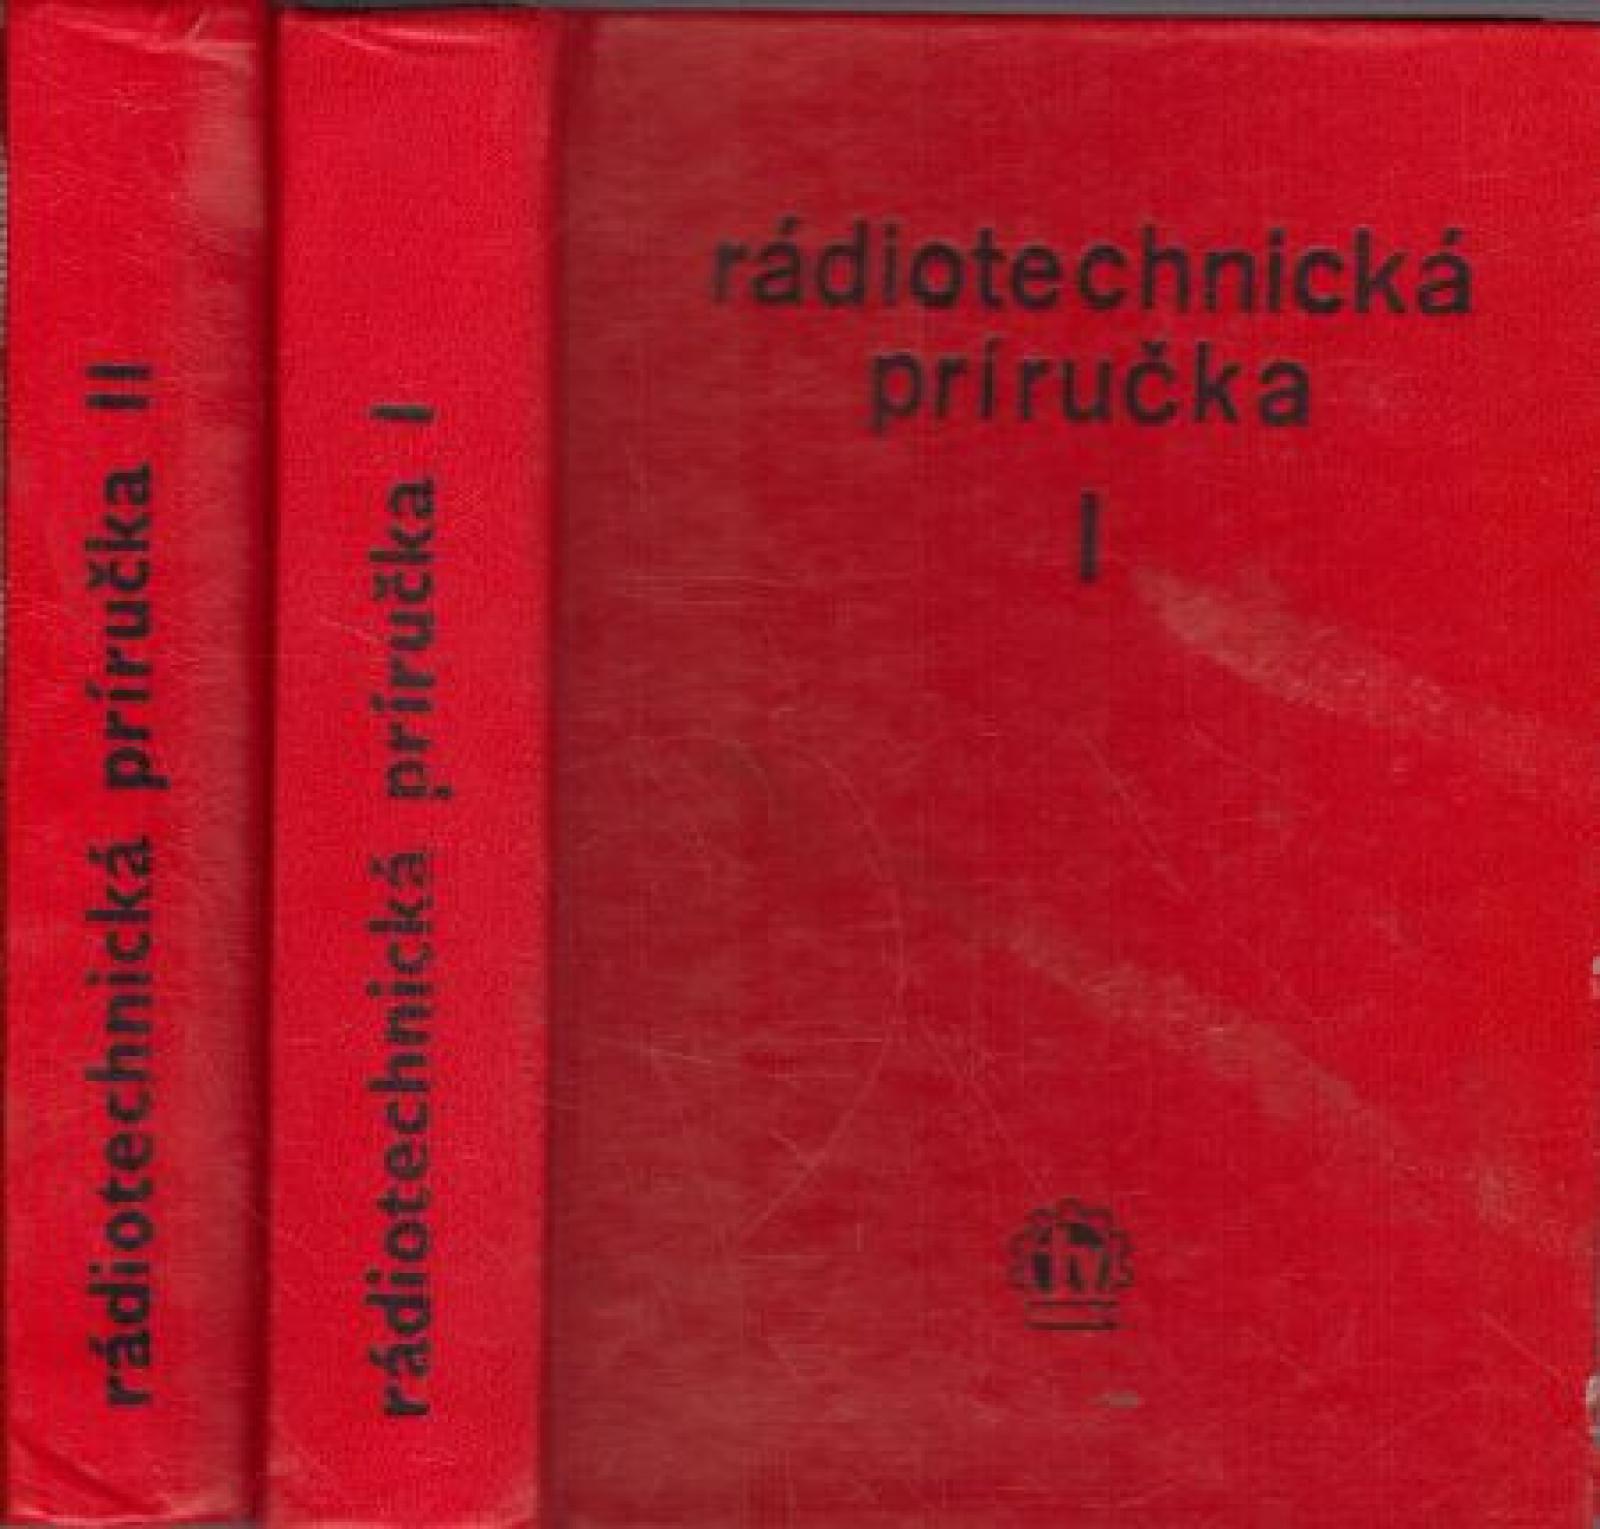 rádiotechnická príručka II
rádiotechnická príručka I
rádiotechnická
príručka
I